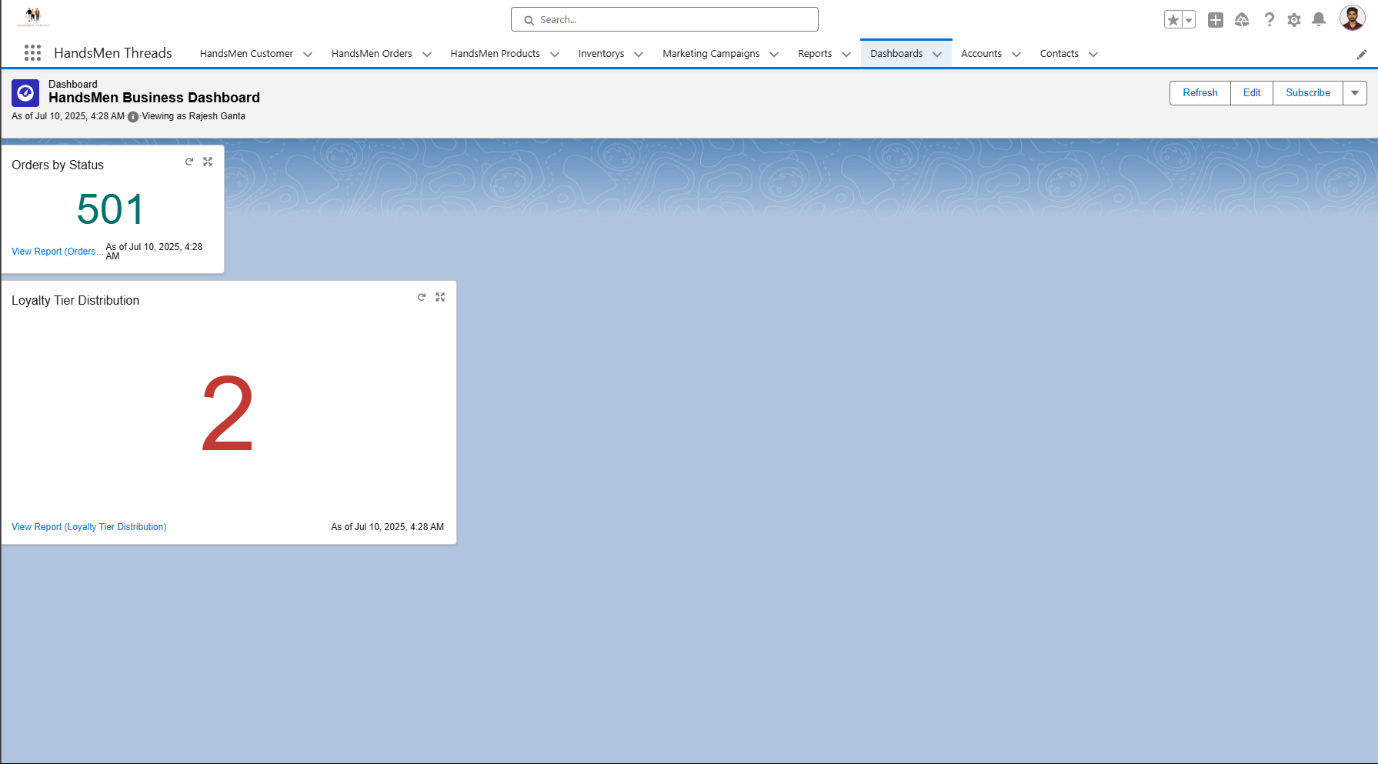 Search...
HandsMen Threads
HandsMen Customer
HandsMen Orders
HandsMen Products
Inventorys
Marketing Campaigns
Reports
Dashboards
Accounts
Contacts
Dashboard
HandsMen Business Dashboard
As of Jul 10, 2025, 4:28 AM·Viewing as Rajesh Ganta
Refresh
Edit
Subscribe
Orders by Status
501
View Report (Orders...
As of Jul 10, 2025, 4:28
AM
Loyalty Tier Distribution
2
View Report (Loyalty Tier Distribution)
As of Jul 10, 2025, 4:28 AM